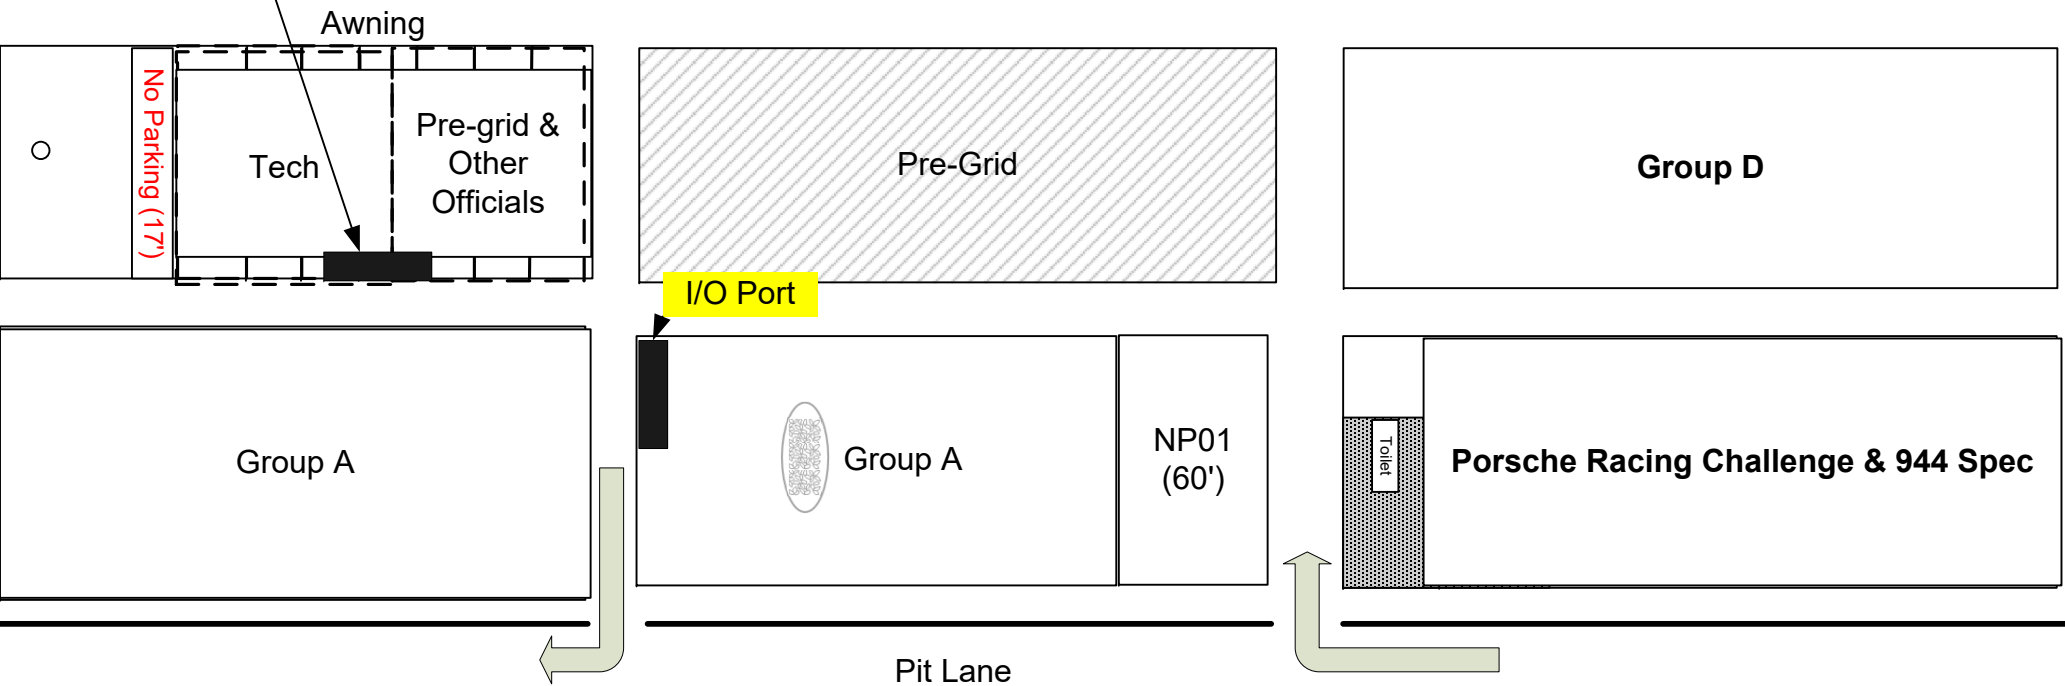 Awning
No Parking (17')
Tech
Pre-grid &
Other
Officials
Pre-Grid
Group D
I/O Port
Group A
Group A
NP01
(60')
Toilet
Porsche Racing Challenge & 944 Spec
Pit Lane